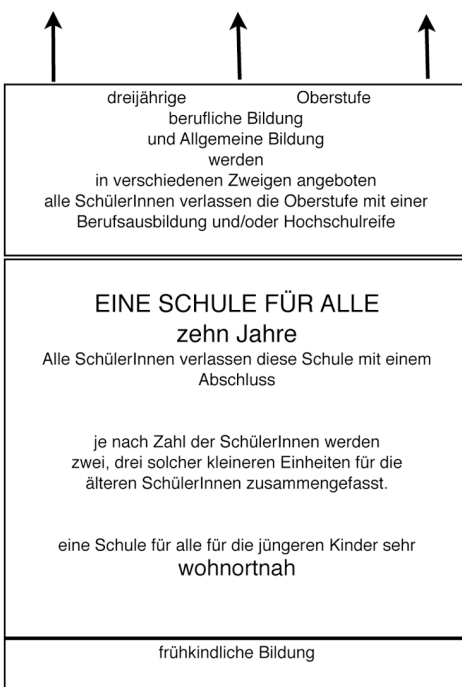 dreijährige Oberstufe
berufliche Bildung
und Allgemeine Bildung
werden
in verschiedenen Zweigen angeboten
alle SchülerInnen verlassen die Oberstufe mit einer
Berufsausbildung und/oder Hochschulreife
EINE SCHULE FÜR ALLE
zehn Jahre
Alle SchülerInnen verlassen diese Schule mit einem
Abschluss
je nach Zahl der SchülerInnen werden
zwei, drei solcher kleineren Einheiten für die
älteren SchülerInnen zusammengefasst.
eine Schule für alle für die jüngeren Kinder sehr
wohnortnah
frühkindliche Bildung